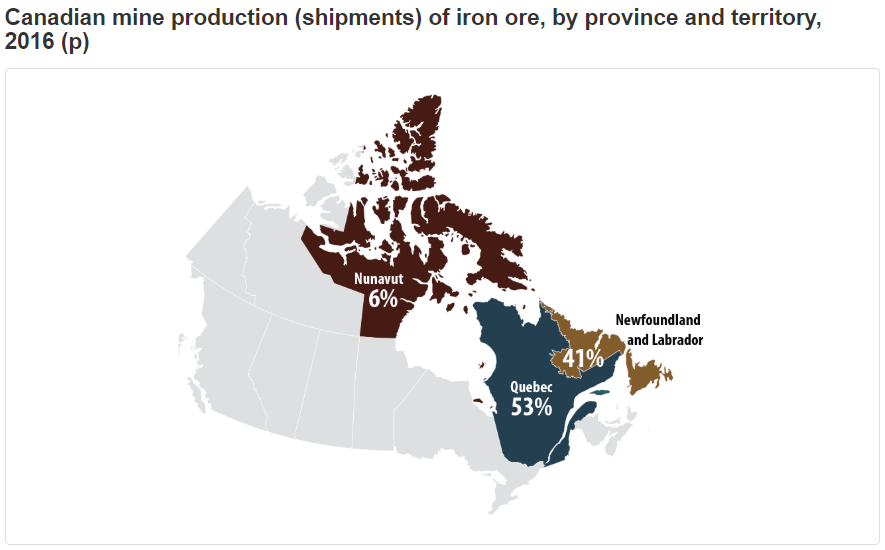 Canadian mine production (shipments) of iron ore, by province and territory,
2016 (p)
Nunavut
6%
Newfoundland
and Labrador
41%
Quebec
53%